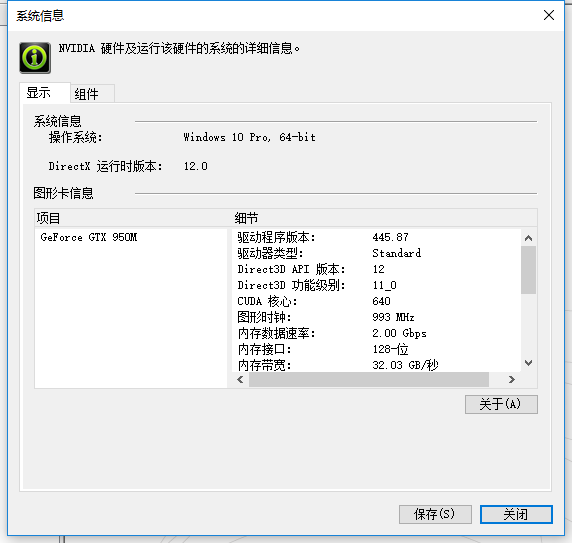 系统信息
NVIDIA 硬件及运行该硬件的系统的详细信息。
显示 组件
系统信息
操作系统: Windows 10 Pro, 64-bit
DirectX 运行时版本: 12.0
图形卡信息
项目 细节
GeForce GTX 950M 驱动程序版本: 445.87
驱动器类型: Standard
Direct3D API 版本: 12
Direct3D 功能级别: 11_0
CUDA 核心: 640
图形时钟: 993 MHz
内存数据速率: 2.00 Gbps
内存接口: 128-位
内存带宽: 32.03 GB/秒
关于(A)
保存(S) 关闭